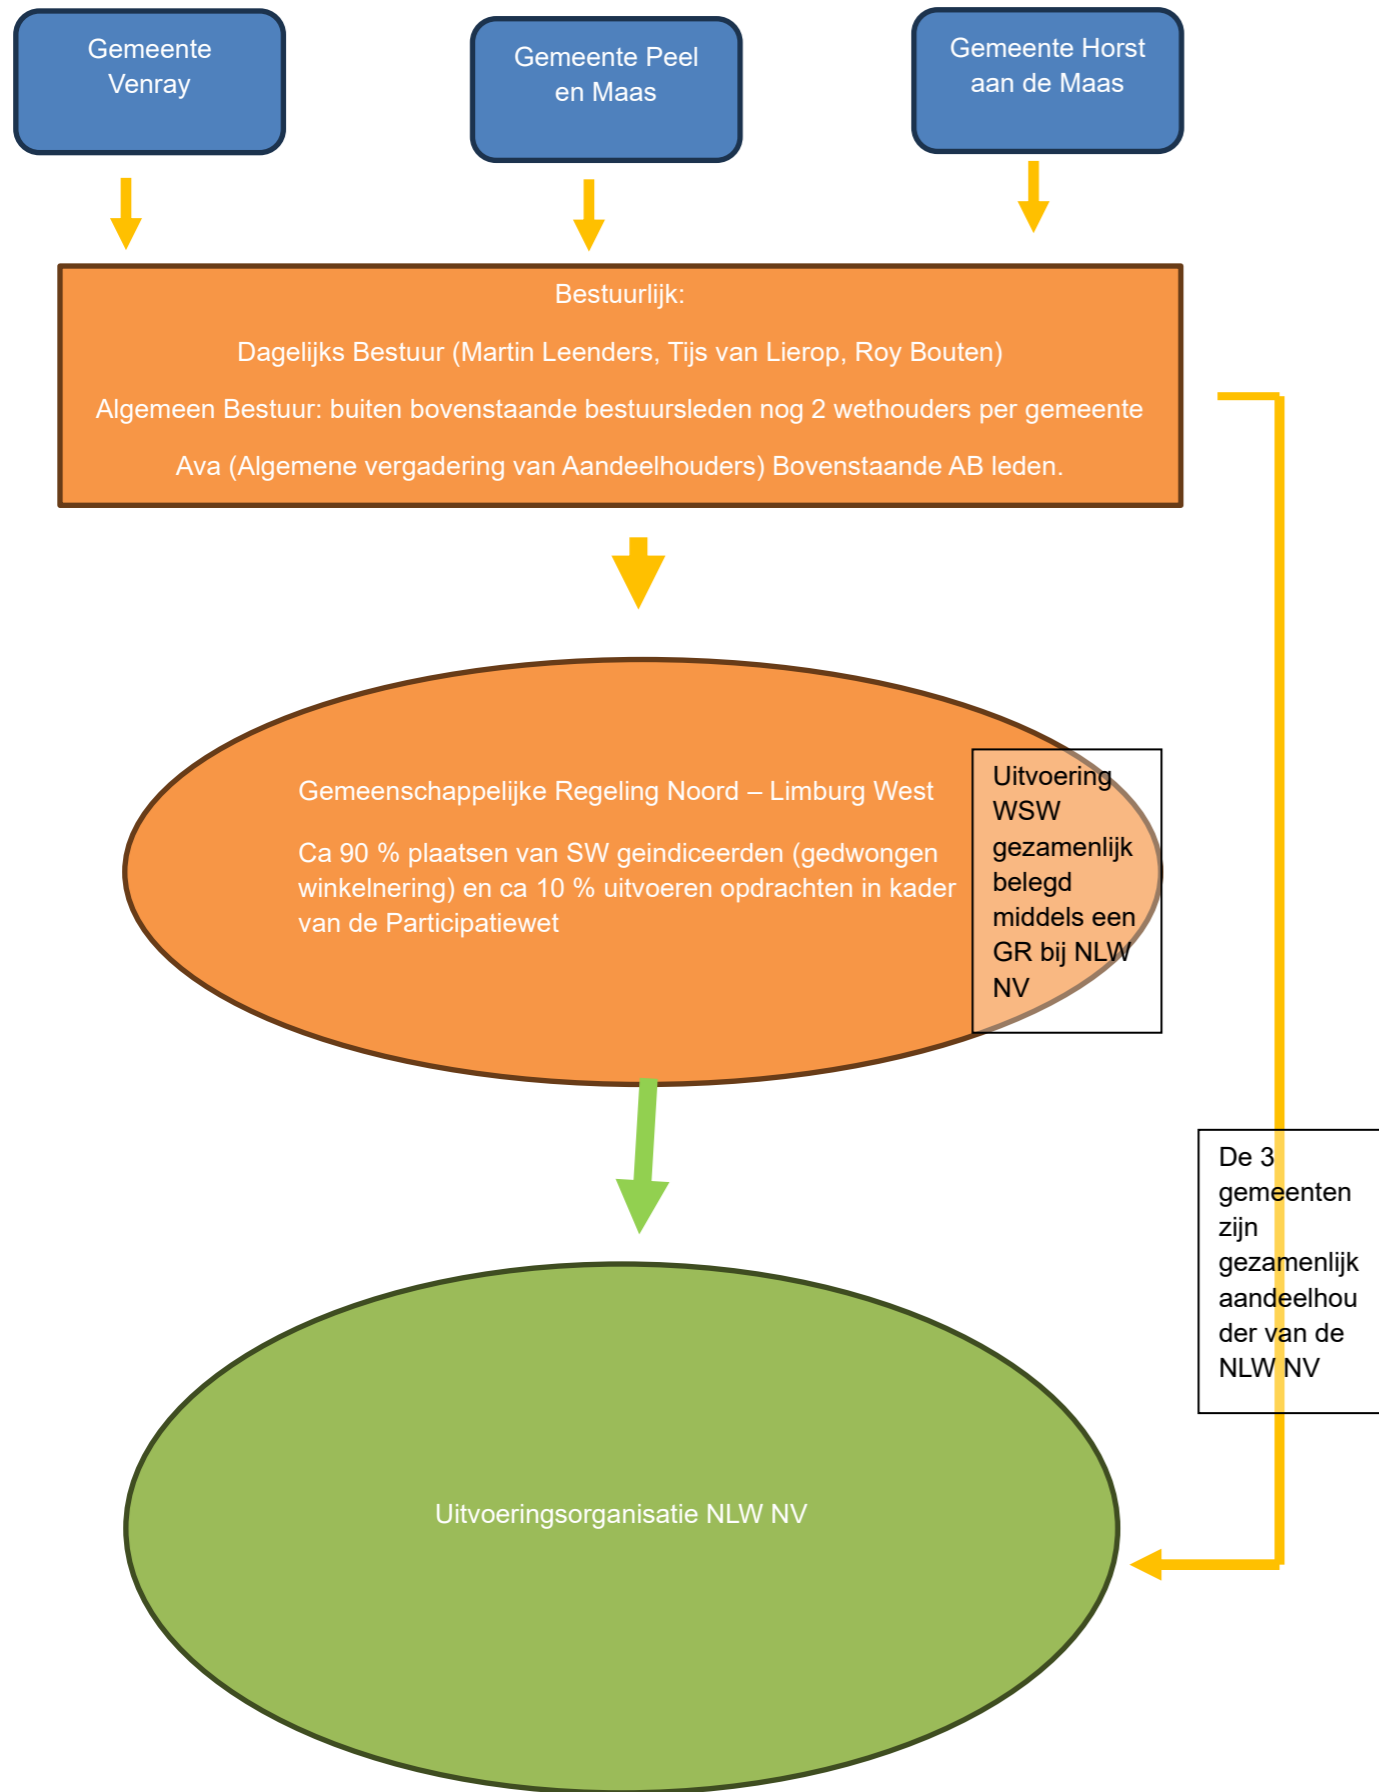 Gemeente
Venray
Gemeente Peel
en Maas
Gemeente Horst
aan de Maas
Bestuurlijk:
Dagelijks Bestuur (Martin Leenders, Tijs van Lierop, Roy Bouten)
Algemeen Bestuur: buiten bovenstaande bestuursleden nog 2 wethouders per gemeente
Ava (Algemene vergadering van Aandeelhouders) Bovenstaande AB leden.
Gemeenschappelijke Regeling Noord – Limburg West
Ca 90 % plaatsen van SW geindiceerden (gedwongen
winkelnering) en ca 10 % uitvoeren opdrachten in kader
van de Participatiewet
Uitvoering
WSW
gezamenlijk
belegd
middels een
GR bij NLW
NV
De 3
gemeenten
zijn
gezamenlijk
aandeelhou
der van de
NLW NV
Uitvoeringsorganisatie NLW NV